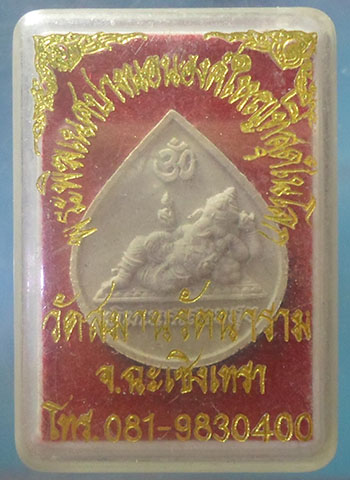 พระพิฆเนศปางนอนองค์ใหญ่ที่สุดในโลก
ॐ
วัดสมานรัตนาราม
จ.ฉะเชิงเทรา
โทร. 081-9830400